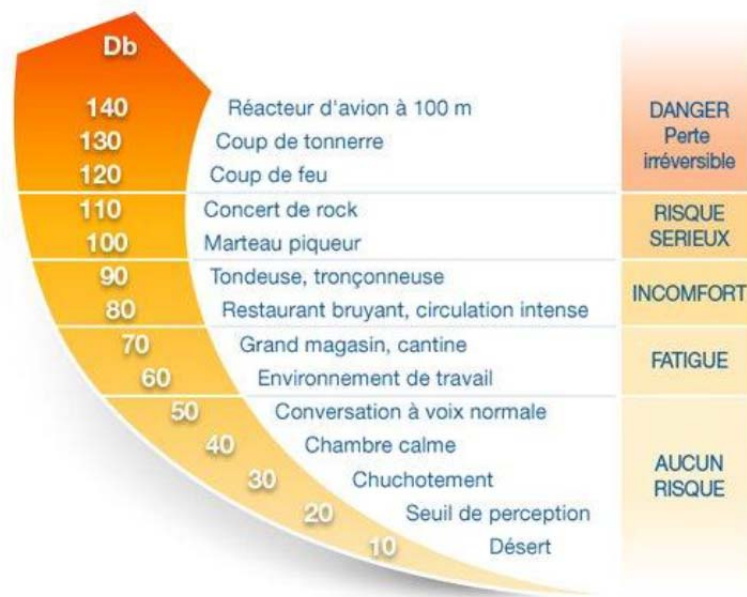 Db
140 Réacteur d'avion à 100 m
130 Coup de tonnerre
120 Coup de feu
DANGER
Perte
irréversible
110 Concert de rock
100 Marteau piqueur
RISQUE
SERIEUX
90 Tondeuse, tronçonneuse
80 Restaurant bruyant, circulation intense
INCOMFORT
70 Grand magasin, cantine
60 Environnement de travail
FATIGUE
50 Conversation à voix normale
40 Chambre calme
30 Chuchotement
20 Seuil de perception
10 Désert
AUCUN
RISQUE